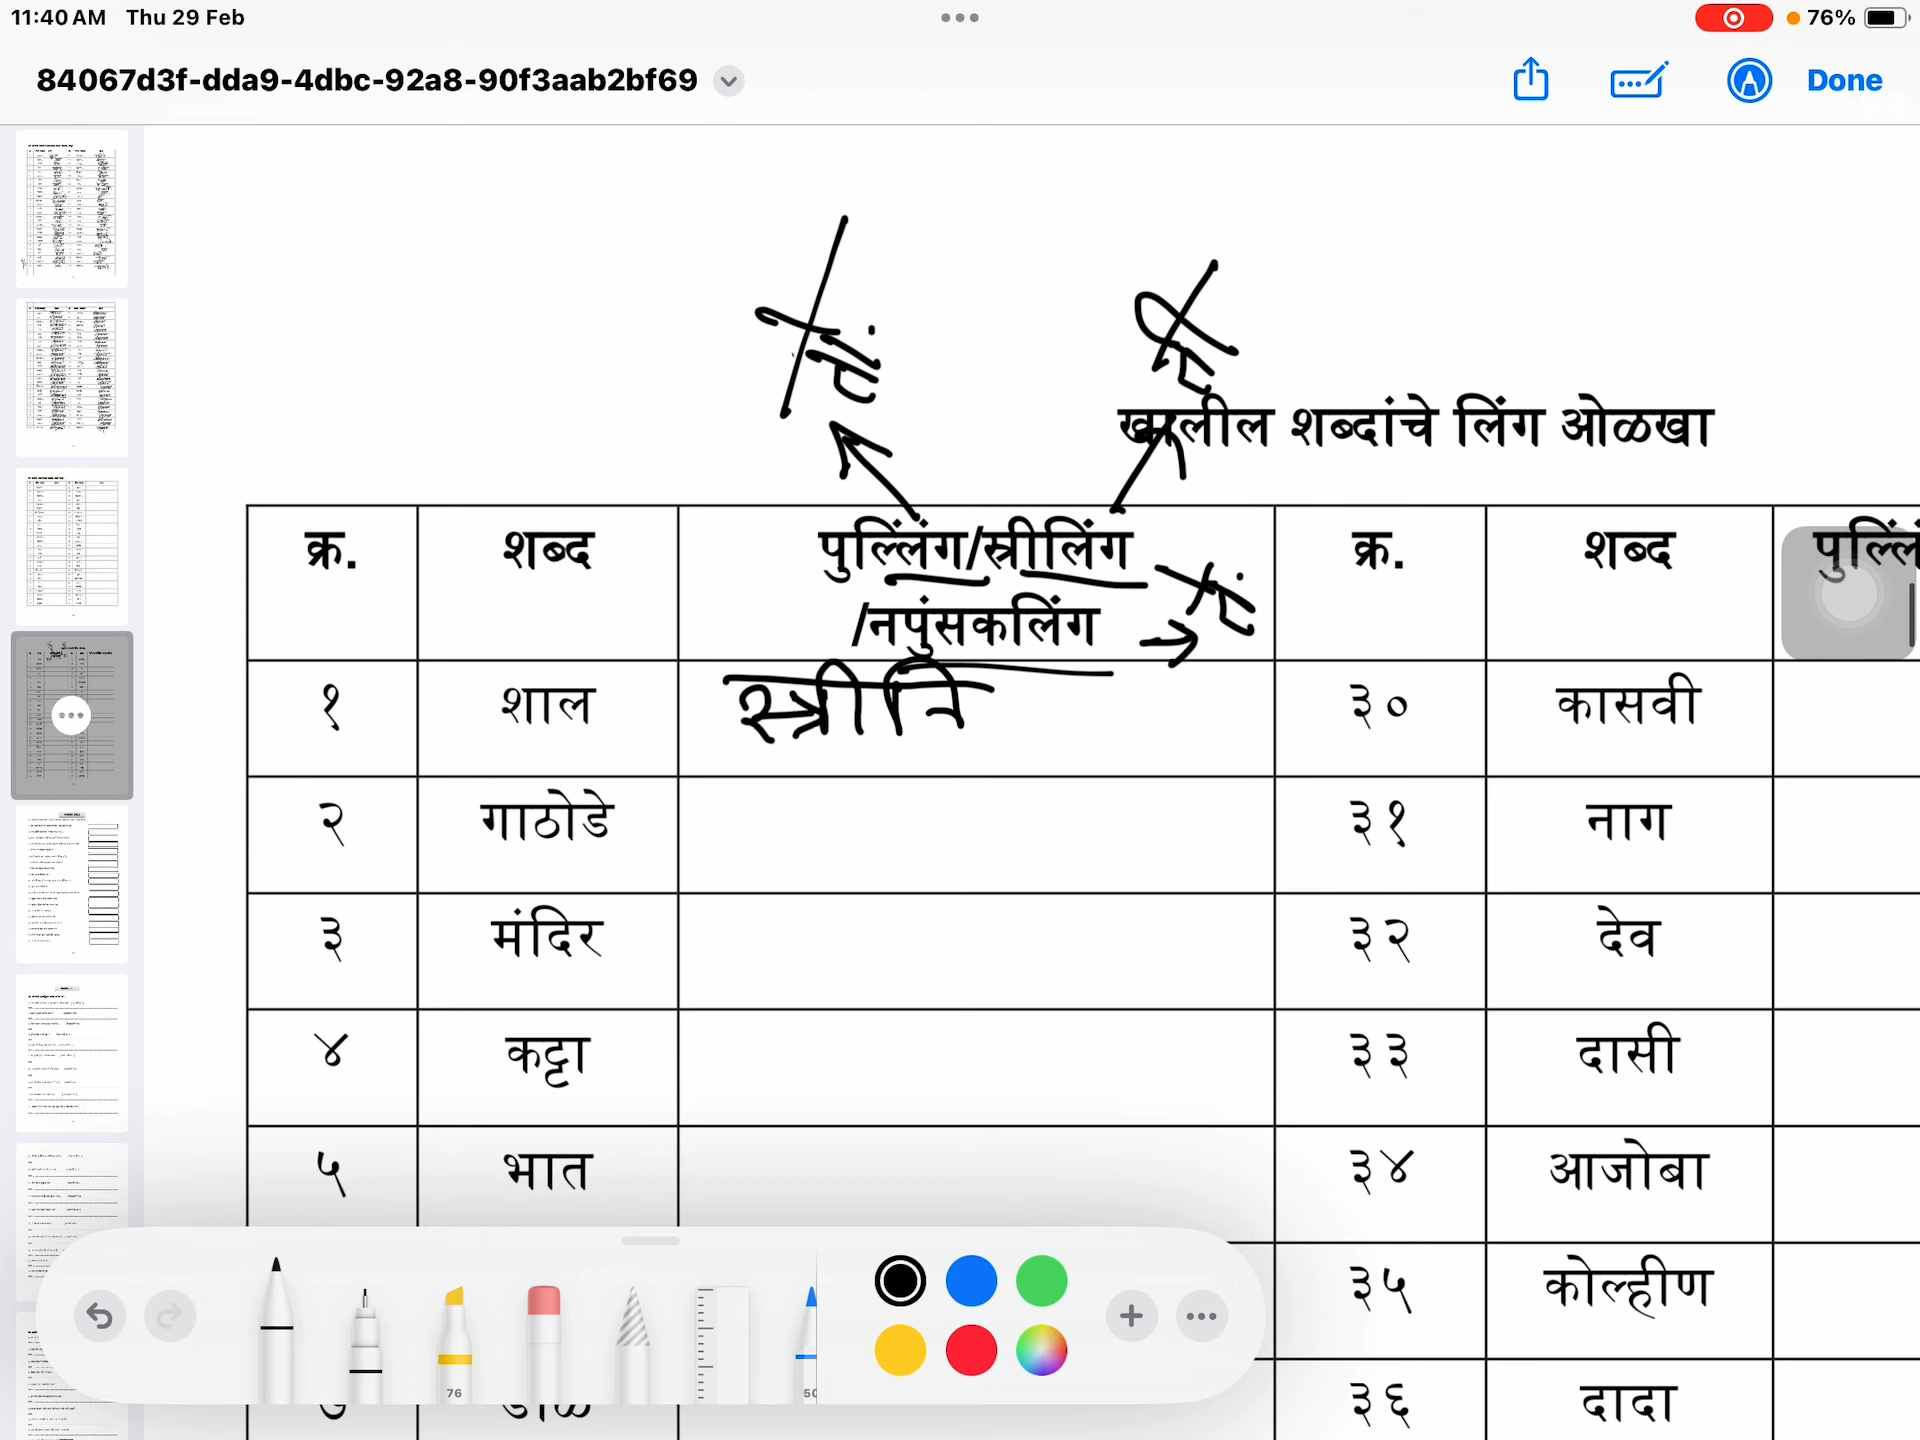 11:40 AM Thu 29 Feb
76%
84067d3f-dda9-4dbc-92a8-90f3aab2bf69
Done
खालील शब्दांचे लिंग ओळखा
क्र. शब्द पुल्लिंग/स्त्रीलिंग क्र. शब्द
/नपुंसकलिंग
१ शाल स्त्रीलिं ३० कासवी
२ गाठोडे ३१ नाग
३ मंदिर ३२ देव
४ कट्टा ३३ दासी
५ भात ३४ आजोबा
३५ कोल्हीण
३६ दादा
76
50